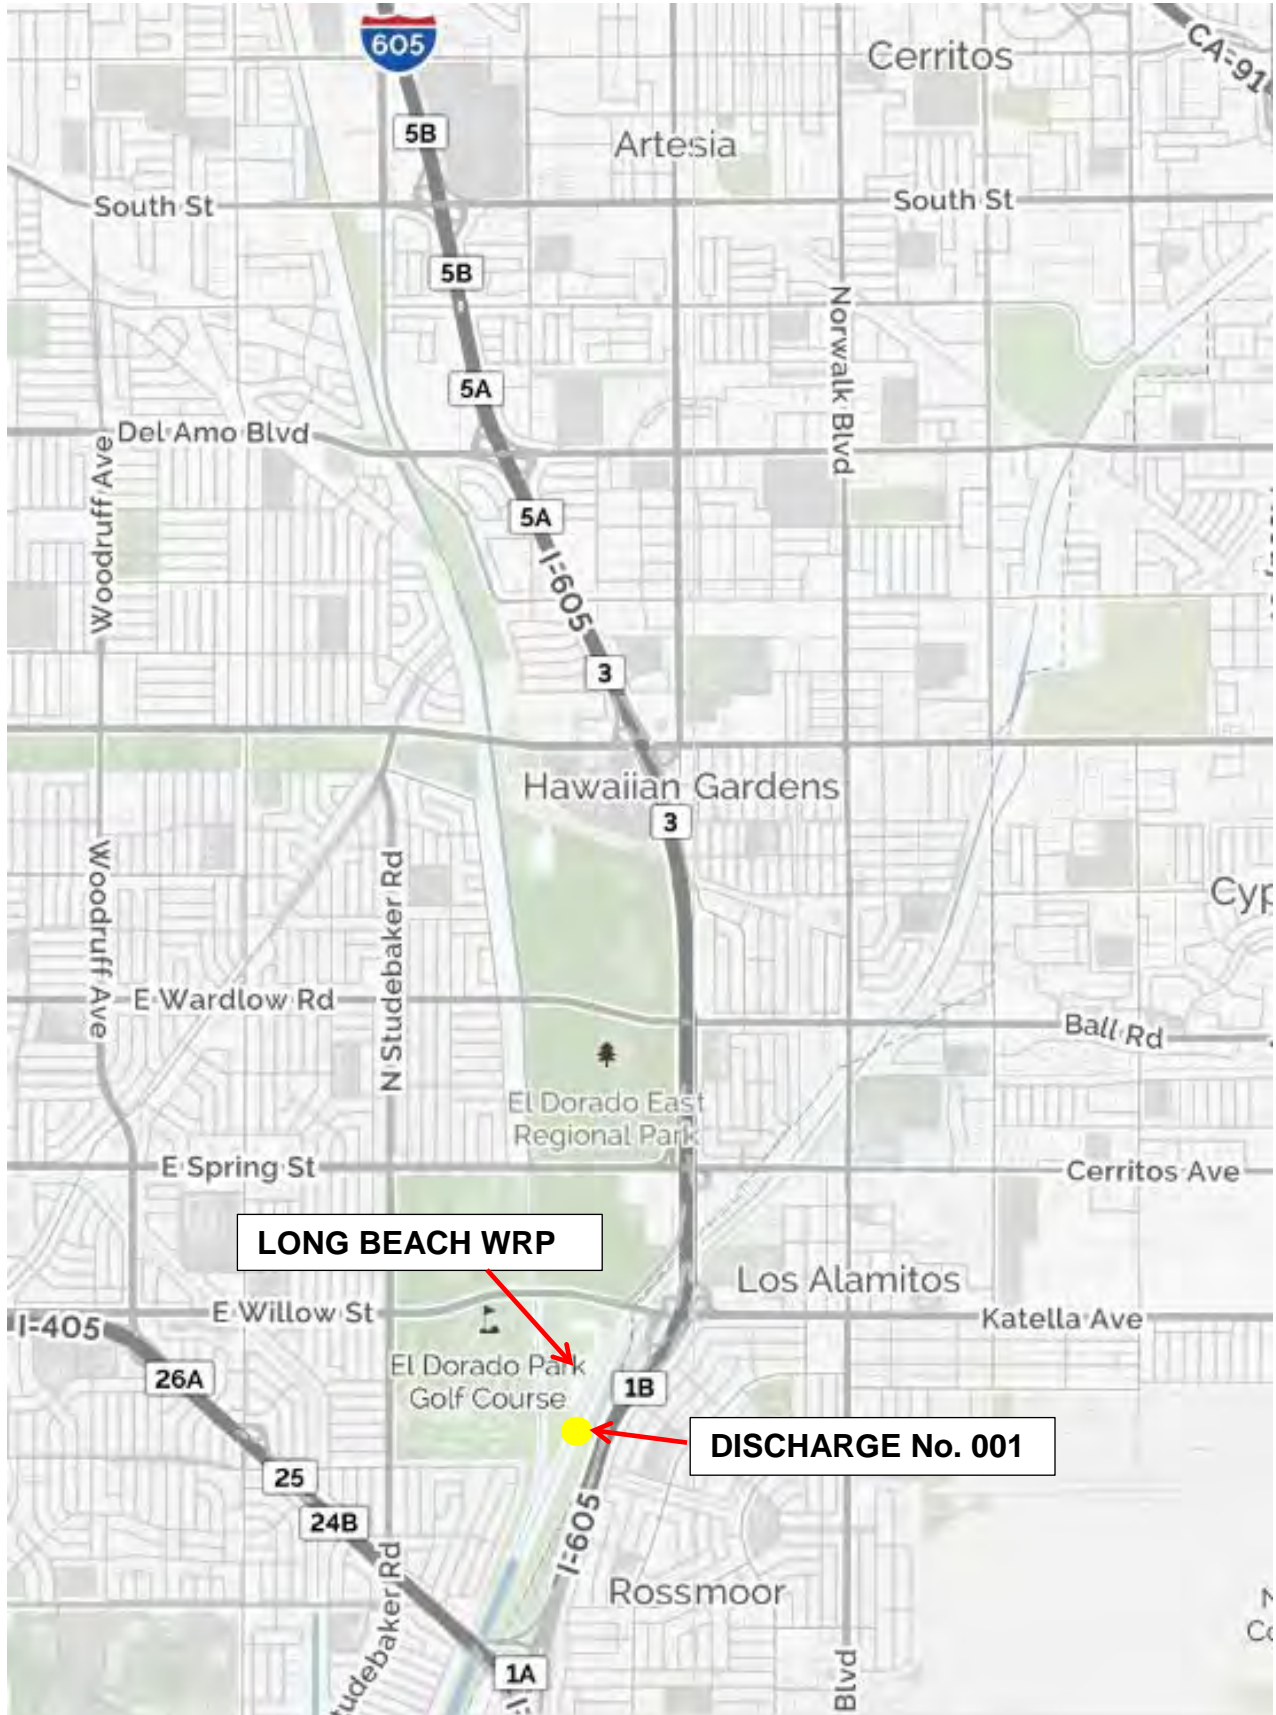 605
Cerritos
CA-91
5B
Artesia
South St
South St
5B
Norwalk Blvd
5A
Del Amo Blvd
Woodruff Ave
5A
I-605
3
Hawaiian Gardens
3
Woodruff Ave
N Studebaker Rd
Cyp
E Wardlow Rd
Ball Rd
El Dorado East
Regional Park
E Spring St
Cerritos Ave
LONG BEACH WRP
Los Alamitos
E Willow St
Katella Ave
I-405
El Dorado Park
Golf Course
26A
1B
DISCHARGE No. 001
25
24B
I-605
Rossmoor
tudebaker Rd
N
Co
1A
Blvd